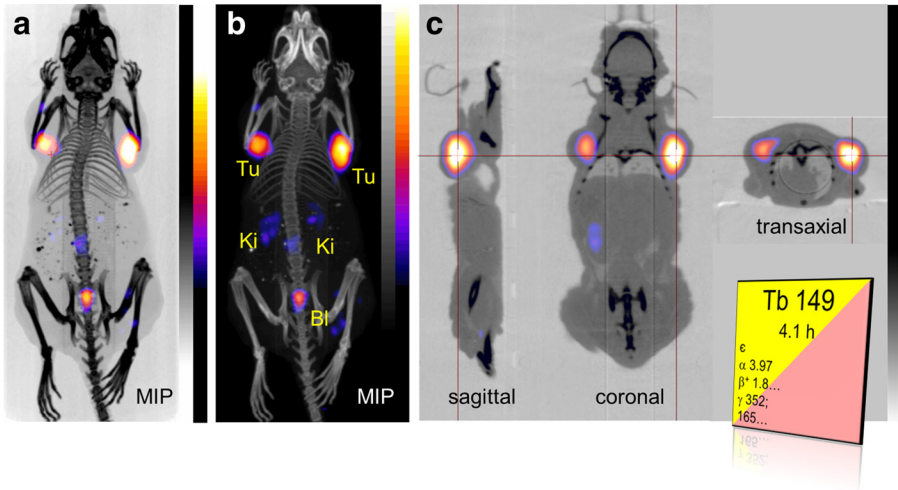 a
b
c
Tu
Tu
Ki
Ki
Bl
MIP
MIP
sagittal
coronal
transaxial
Tb 149
4.1 h
ϵ
α 3.97
β⁺ 1.8...
γ 352;
165...